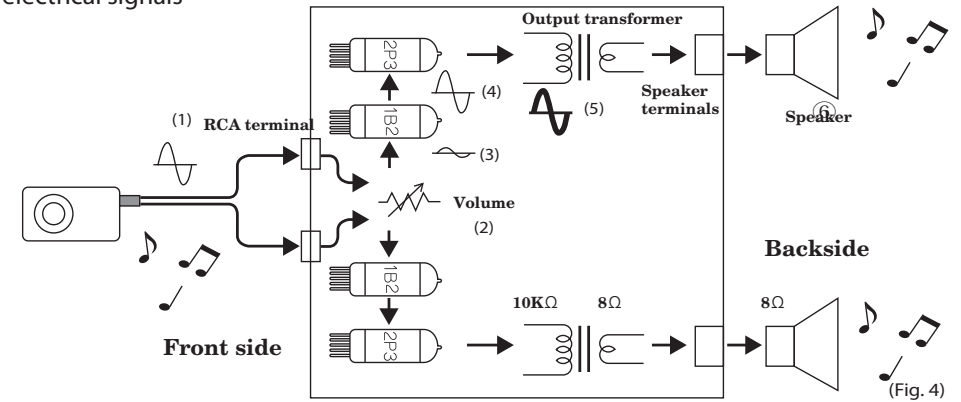 electrical signals
Output transformer
2P3
(4)
(5)
Speaker
terminals
⑥
Speaker
(1)
RCA terminal
1B2
(3)
Volume
(2)
Backside
1B2
10KΩ
8Ω
8Ω
2P3
Front side
(Fig. 4)